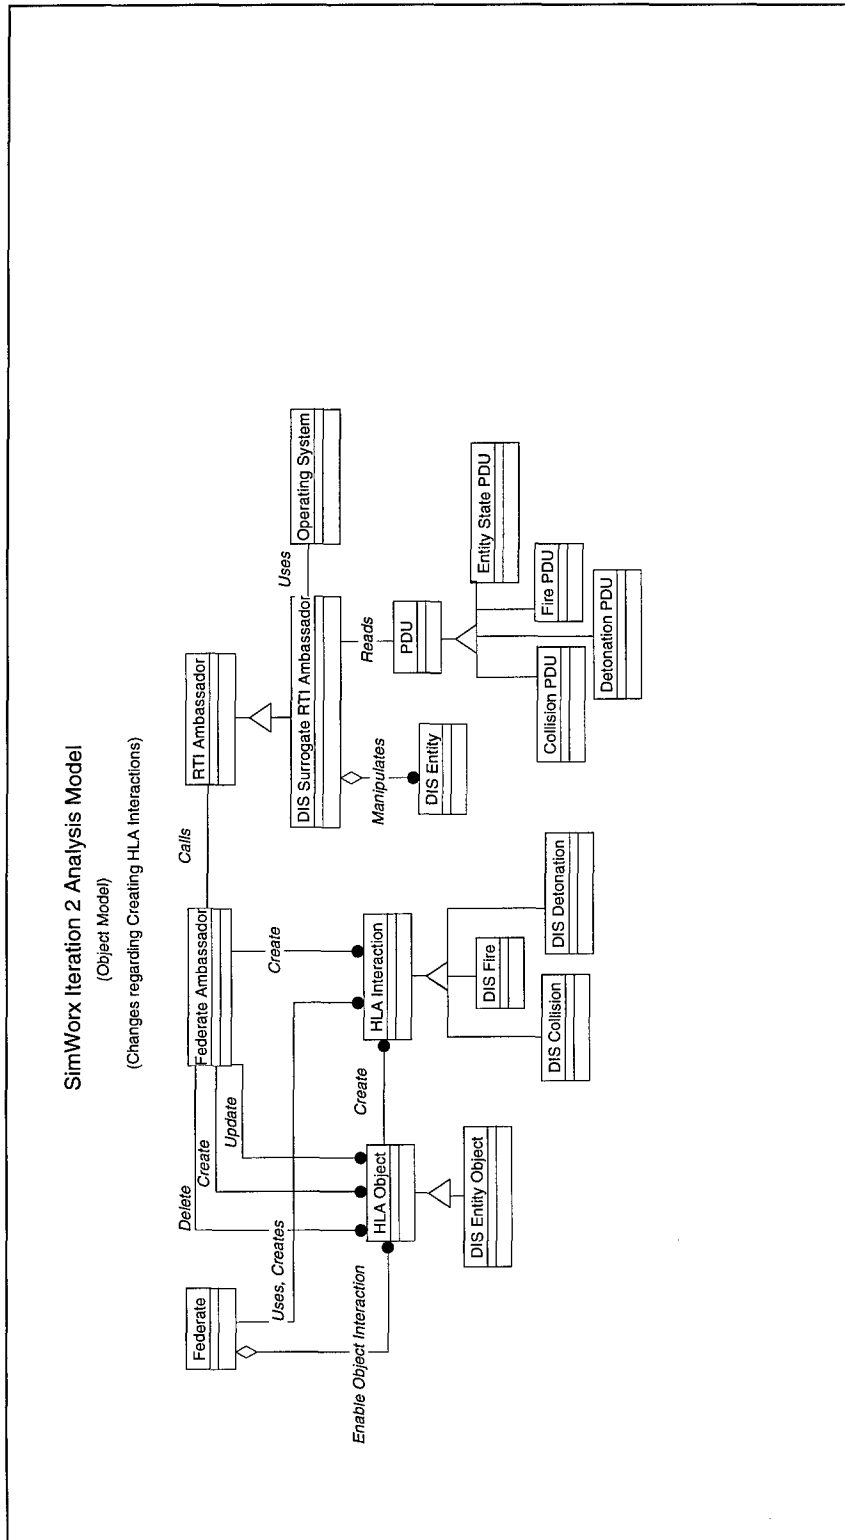 SimWorx Iteration 2 Analysis Model
(Object Model)
(Changes regarding Creating HLA Interactions)
Federate
Federate Ambassador
RTI Ambassador
Calls
Delete
Create
Update
Create
Uses, Creates
Enable Object Interaction
HLA Object
Create
HLA Interaction
DIS Entity Object
DIS Collision
DIS Fire
DIS Detonation
DIS Surrogate RTI Ambassador
Uses
Operating System
Manipulates
DIS Entity
Reads
PDU
Collision PDU
Detonation PDU
Fire PDU
Entity State PDU